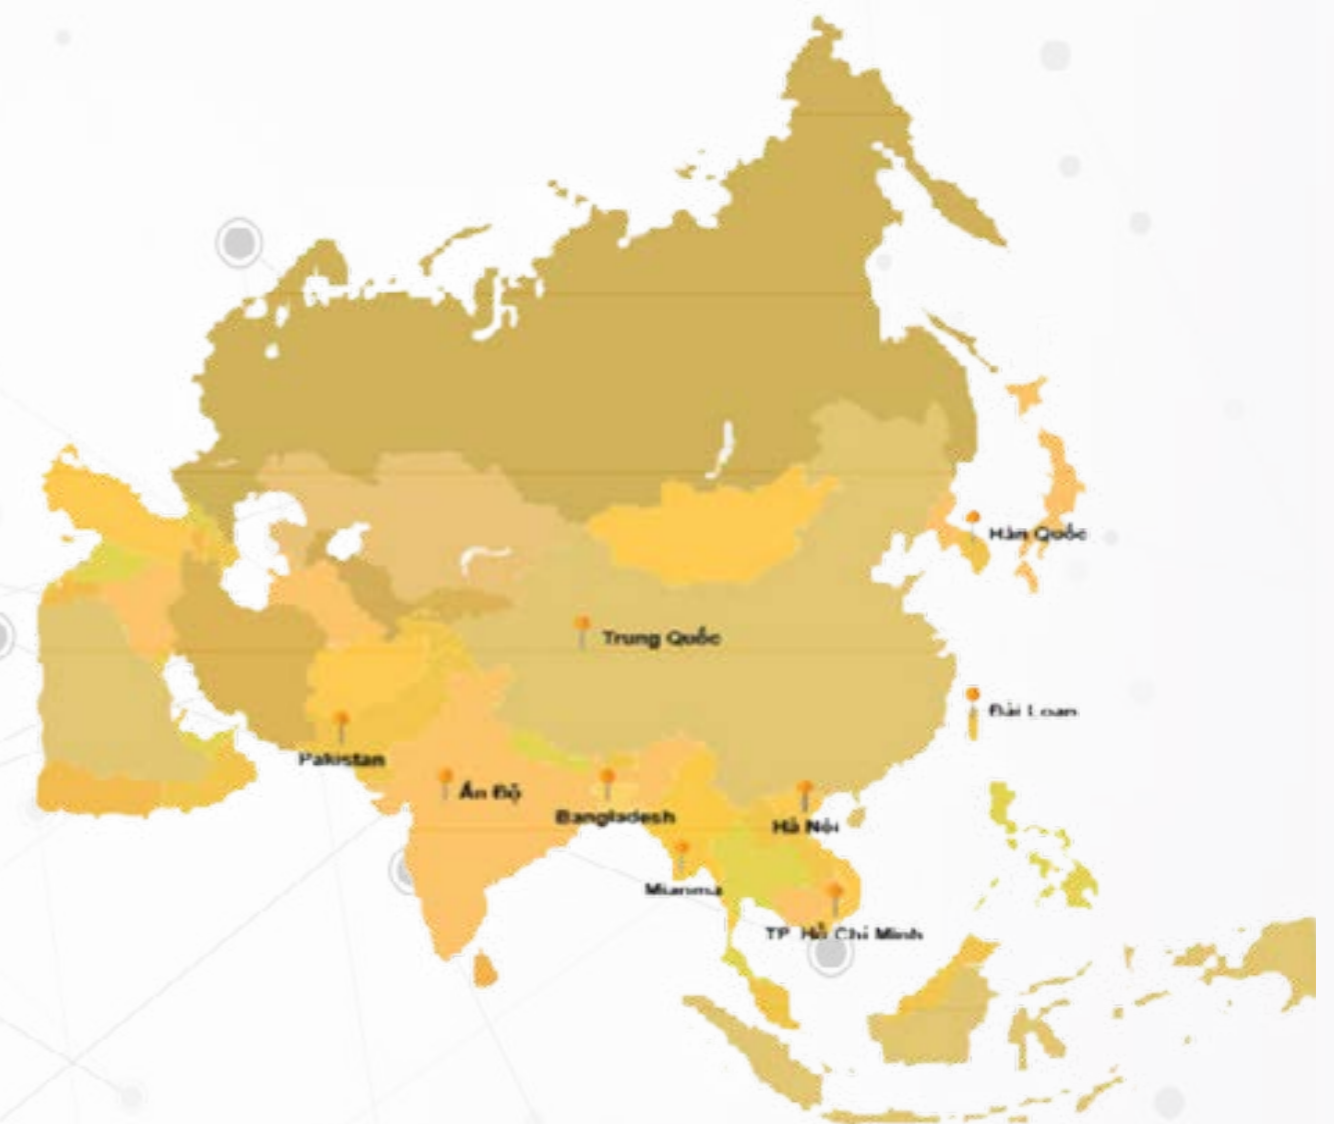 Hàn Quốc
Trung Quốc
Đài Loan
Pakistan
Ấn Độ
Bangladesh
Hà Nội
Mianma
TP Hồ Chí Minh